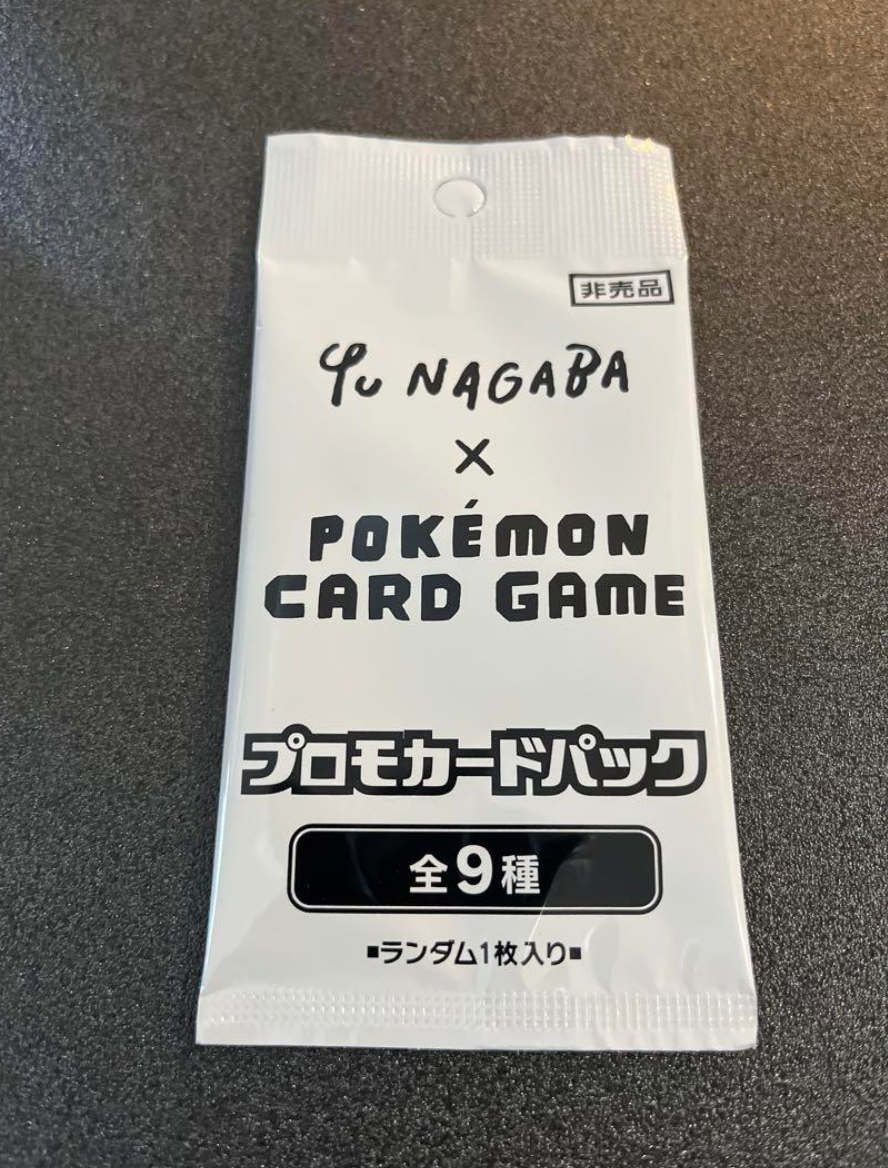 非売品
Yu NAGABA
×
POKÉMON
CARD GAME
プロモカードパック
全9種
▪ランダム1枚入り▪